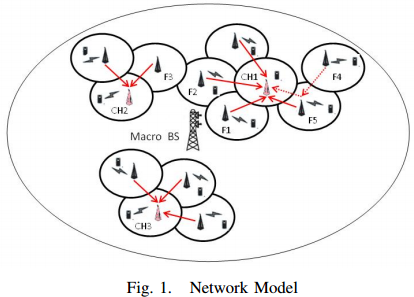 CH1
F3
F4
F2
CH2
F1
F5
Macro BS
CH3
Fig. 1. Network Model